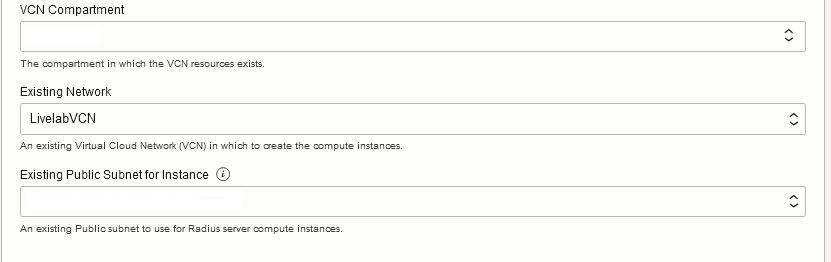 VCN Compartment
The compartment in which the VCN resources exists.
Existing Network
LivelabVCN
An existing Virtual Cloud Network (VCN) in which to create the compute instances.
Existing Public Subnet for Instance
An existing Public subnet to use for Radius server compute instances.